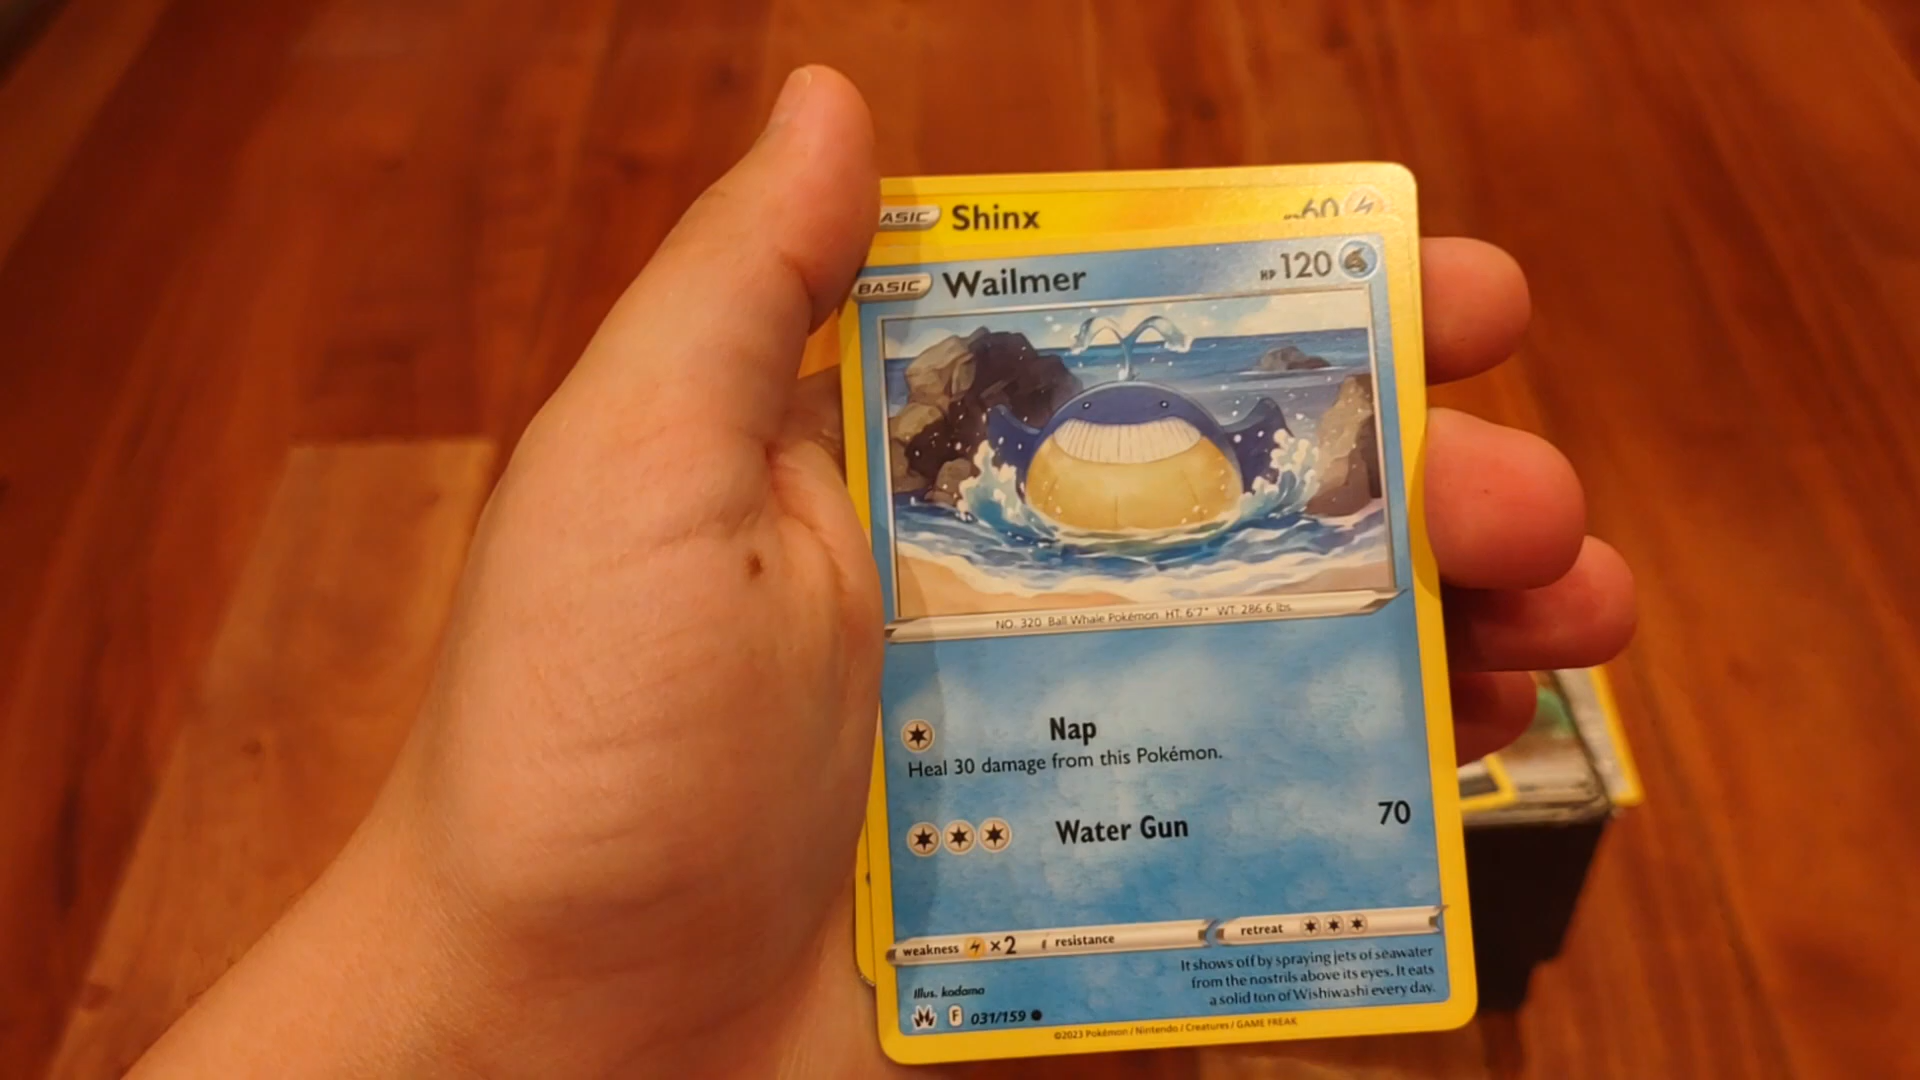 BASIC Shinx 60
BASIC Wailmer HP 120
NO. 320 Ball Whale Pokémon HT. 6'7" WT. 286.6 lbs.
Nap
Heal 30 damage from this Pokémon.
Water Gun 70
weakness ×2 resistance retreat
It shows off by spraying jets of seawater
from the nostrils above its eyes. It eats
a solid ton of Wishiwashi every day.
Illus. kodama
F 031/159
©2023 Pokémon / Nintendo / Creatures / GAME FREAK